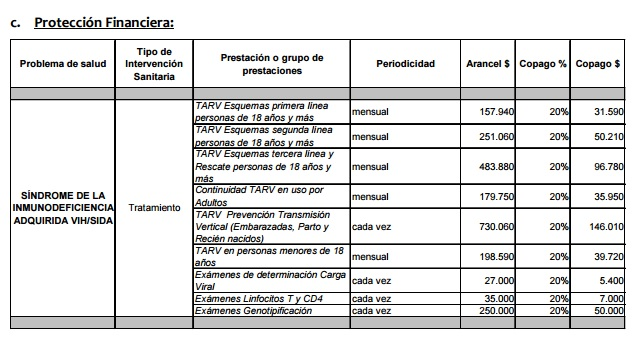 c. Protección Financiera:
Problema de salud
Tipo de
Intervención
Sanitaria
Prestación o grupo de
prestaciones
Periodicidad
Arancel $
Copago %
Copago $
SÍNDROME DE LA
INMUNODEFICIENCIA
ADQUIRIDA VIH/SIDA
Tratamiento
TARV Esquemas primera línea
personas de 18 años y más
mensual
157.940
20%
31.590
TARV Esquemas segunda línea
personas de 18 años y más
mensual
251.060
20%
50.210
TARV Esquemas tercera línea y
Rescate personas de 18 años y
más
mensual
483.880
20%
96.780
Continuidad TARV en uso por
Adultos
mensual
179.750
20%
35.950
TARV Prevención Transmisión
Vertical (Embarazadas, Parto y
Recién nacidos)
cada vez
730.060
20%
146.010
TARV en personas menores de 18
años
mensual
198.590
20%
39.720
Exámenes de determinación Carga
Viral
cada vez
27.000
20%
5.400
Exámenes Linfocitos T y CD4
cada vez
35.000
20%
7.000
Exámenes Genotipificación
cada vez
250.000
20%
50.000